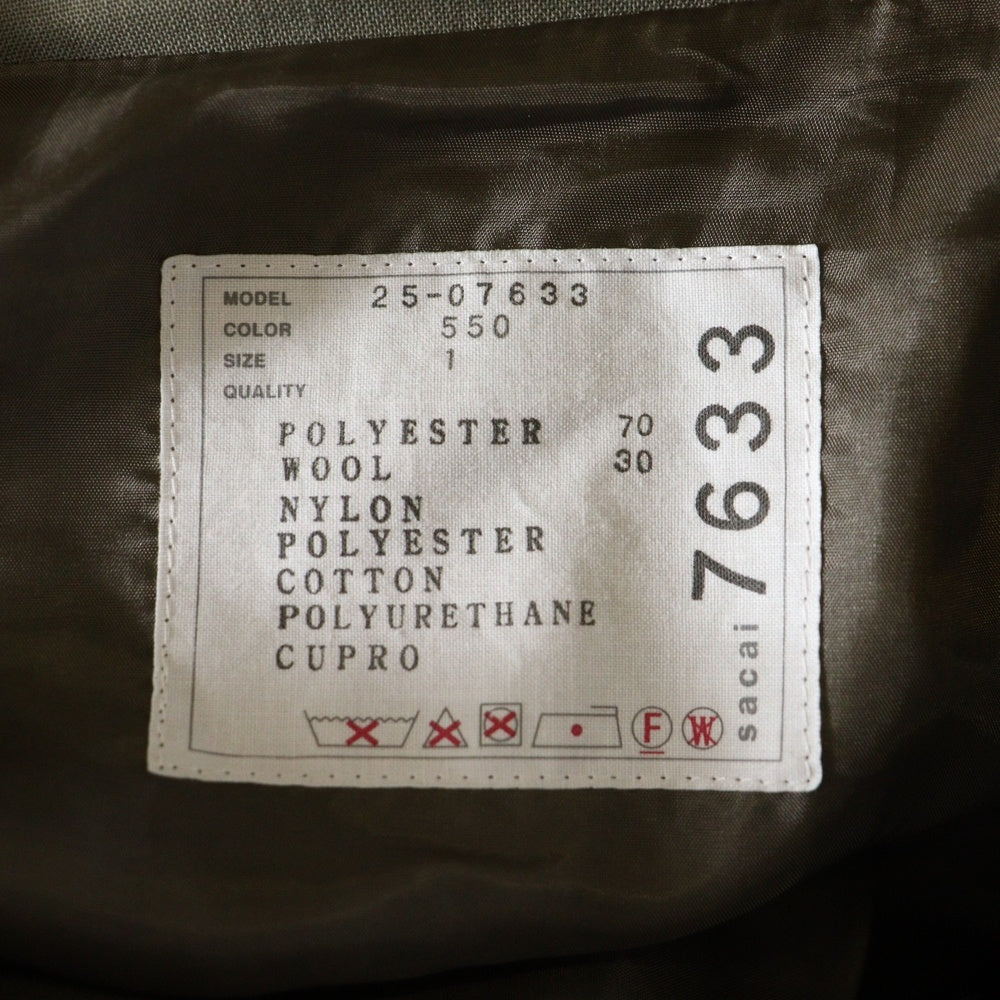 MODEL 25-07633
COLOR 550
SIZE 1
QUALITY
POLYESTER 70
WOOL 30
NYLON
POLYESTER
COTTON
POLYURETHANE
CUPRO
F W
sacai 7633